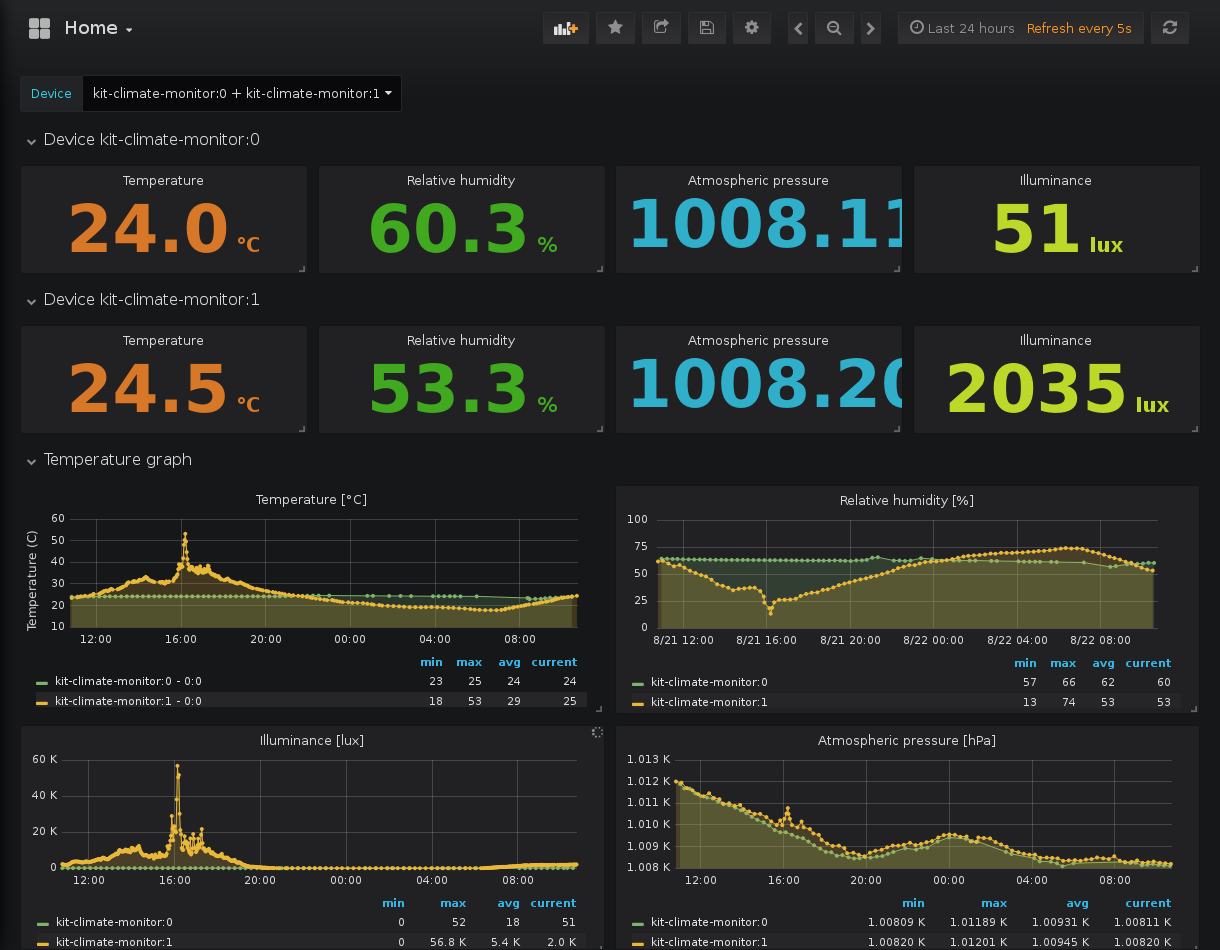 Home
Last 24 hours Refresh every 5s
Device kit-climate-monitor:0 + kit-climate-monitor:1
Device kit-climate-monitor:0
Temperature Relative humidity Atmospheric pressure Illuminance
24.0 °C 60.3 % 1008.11 51 lux
Device kit-climate-monitor:1
Temperature Relative humidity Atmospheric pressure Illuminance
24.5 °C 53.3 % 1008.20 2035 lux
Temperature graph
Temperature [°C]
Temperature (C)
60
50
40
30
20
10
12:00 16:00 20:00 00:00 04:00 08:00
min max avg current
kit-climate-monitor:0 - 0:0 23 25 24 24
kit-climate-monitor:1 - 0:0 18 53 29 25
Relative humidity [%]
100
75
50
25
0
8/21 12:00 8/21 16:00 8/21 20:00 8/22 00:00 8/22 04:00 8/22 08:00
min max avg current
kit-climate-monitor:0 57 66 62 60
kit-climate-monitor:1 13 74 53 53
Illuminance [lux]
60 K
40 K
20 K
0
12:00 16:00 20:00 00:00 04:00 08:00
min max avg current
kit-climate-monitor:0 0 52 18 51
kit-climate-monitor:1 0 56.8 K 5.4 K 2.0 K
Atmospheric pressure [hPa]
1.013 K
1.012 K
1.011 K
1.010 K
1.009 K
1.008 K
12:00 16:00 20:00 00:00 04:00 08:00
min max avg current
kit-climate-monitor:0 1.00809 K 1.01189 K 1.00931 K 1.00811 K
kit-climate-monitor:1 1.00820 K 1.01201 K 1.00945 K 1.00820 K